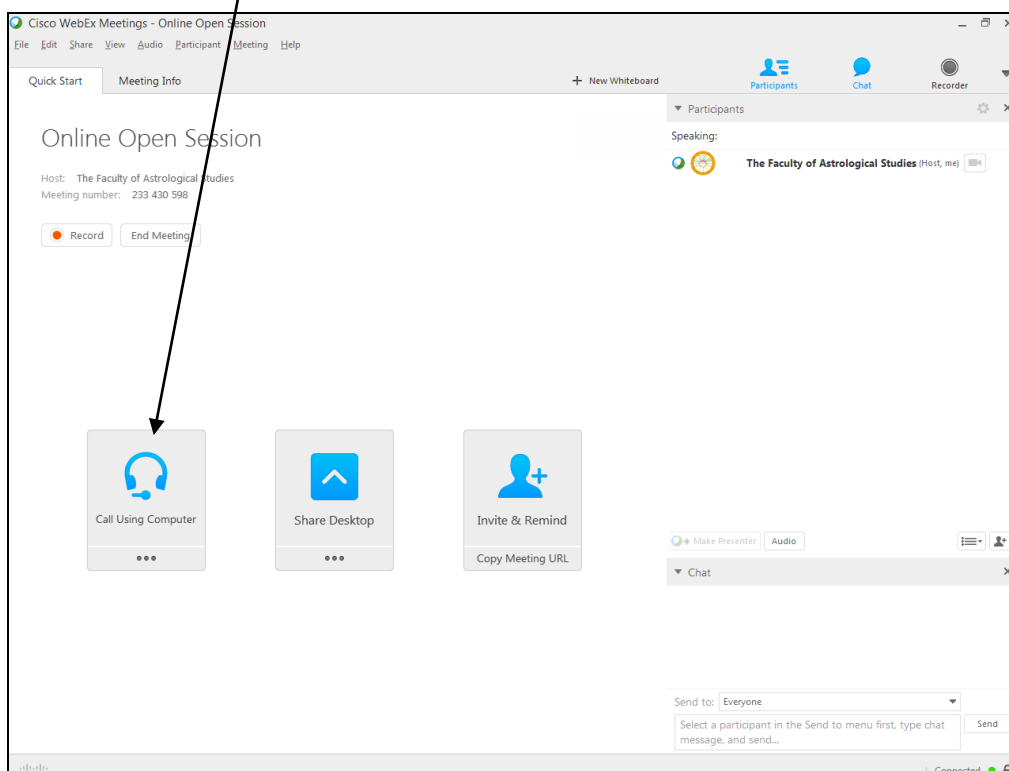 Cisco WebEx Meetings - Online Open Session
File Edit Share View Audio Participant Meeting Help
Quick Start Meeting Info + New Whiteboard Participants Chat Recorder
Participants
Speaking:
The Faculty of Astrological Studies (Host, me)
Online Open Session
Host: The Faculty of Astrological Studies
Meeting number: 233 430 598
Record End Meeting
Call Using Computer
Share Desktop
Invite & Remind
Copy Meeting URL
Make Presenter Audio
Chat
Send to: Everyone
Select a participant in the Send to menu first, type chat
message, and send...
Send
Connected